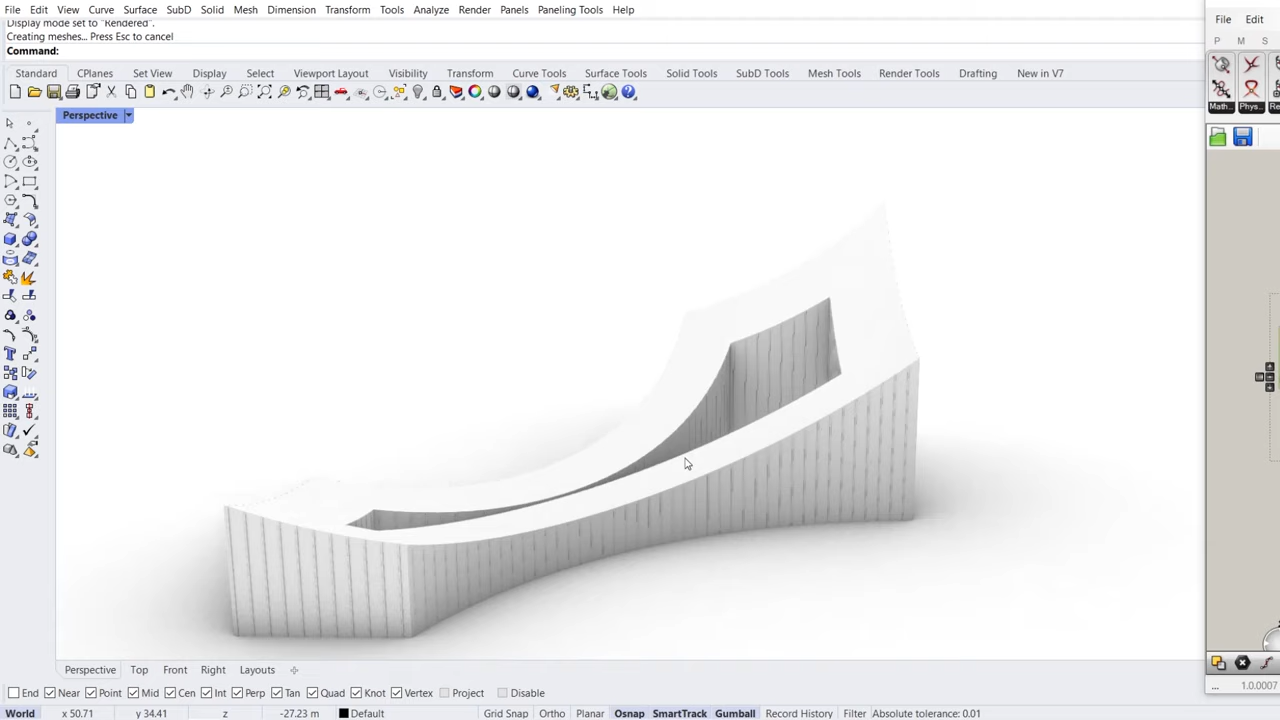 File Edit View Curve Surface SubD Solid Mesh Dimension Transform Tools Analyze Render Panels Paneling Tools Help
Display mode set to "Rendered".
Creating meshes... Press Esc to cancel
Command:
Standard CPlanes Set View Display Select Viewport Layout Visibility Transform Curve Tools Surface Tools Solid Tools SubD Tools Mesh Tools Render Tools Drafting New in V7
Perspective
File Edit
P M S
Math... Phys... Re
Perspective Top Front Right Layouts
End Near Point Mid Cen Int Perp Tan Quad Knot Vertex Project Disable
World x 50.71 y 34.41 z -27.23 m Default Grid Snap Ortho Planar Osnap SmartTrack Gumball Record History Filter Absolute tolerance: 0.01
... 1.0.0007